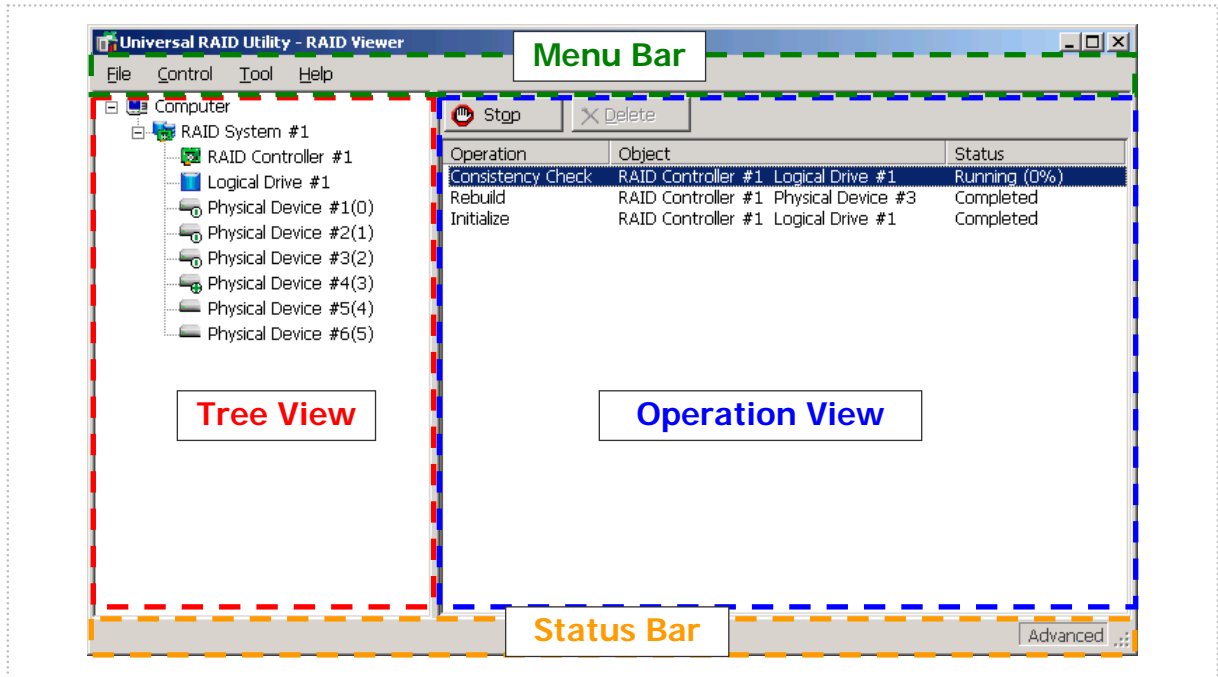 Universal RAID Utility - RAID Viewer
Menu Bar
File Control Tool Help
Computer
RAID System #1
RAID Controller #1
Logical Drive #1
Physical Device #1(0)
Physical Device #2(1)
Physical Device #3(2)
Physical Device #4(3)
Physical Device #5(4)
Physical Device #6(5)
Tree View
Stop Delete
Operation Object Status
Consistency Check RAID Controller #1 Logical Drive #1 Running (0%)
Rebuild RAID Controller #1 Physical Device #3 Completed
Initialize RAID Controller #1 Logical Drive #1 Completed
Operation View
Status Bar
Advanced